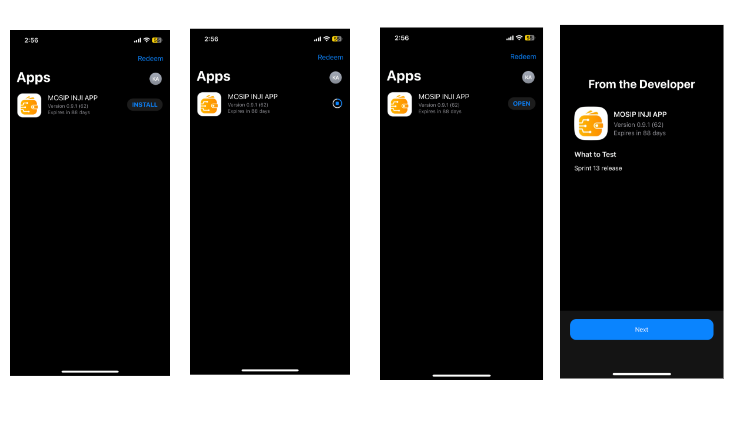 2:56
56
Redeem
Apps
KA
MOSIP INJI APP
Version 0.9.1 (62)
Expires in 88 days
INSTALL
2:56
56
Redeem
Apps
KA
MOSIP INJI APP
Version 0.9.1 (62)
Expires in 88 days
2:56
56
Redeem
Apps
KA
MOSIP INJI APP
Version 0.9.1 (62)
Expires in 88 days
OPEN
From the Developer
MOSIP INJI APP
Version 0.9.1 (62)
Expires in 88 days
What to Test
Sprint 13 release
Next